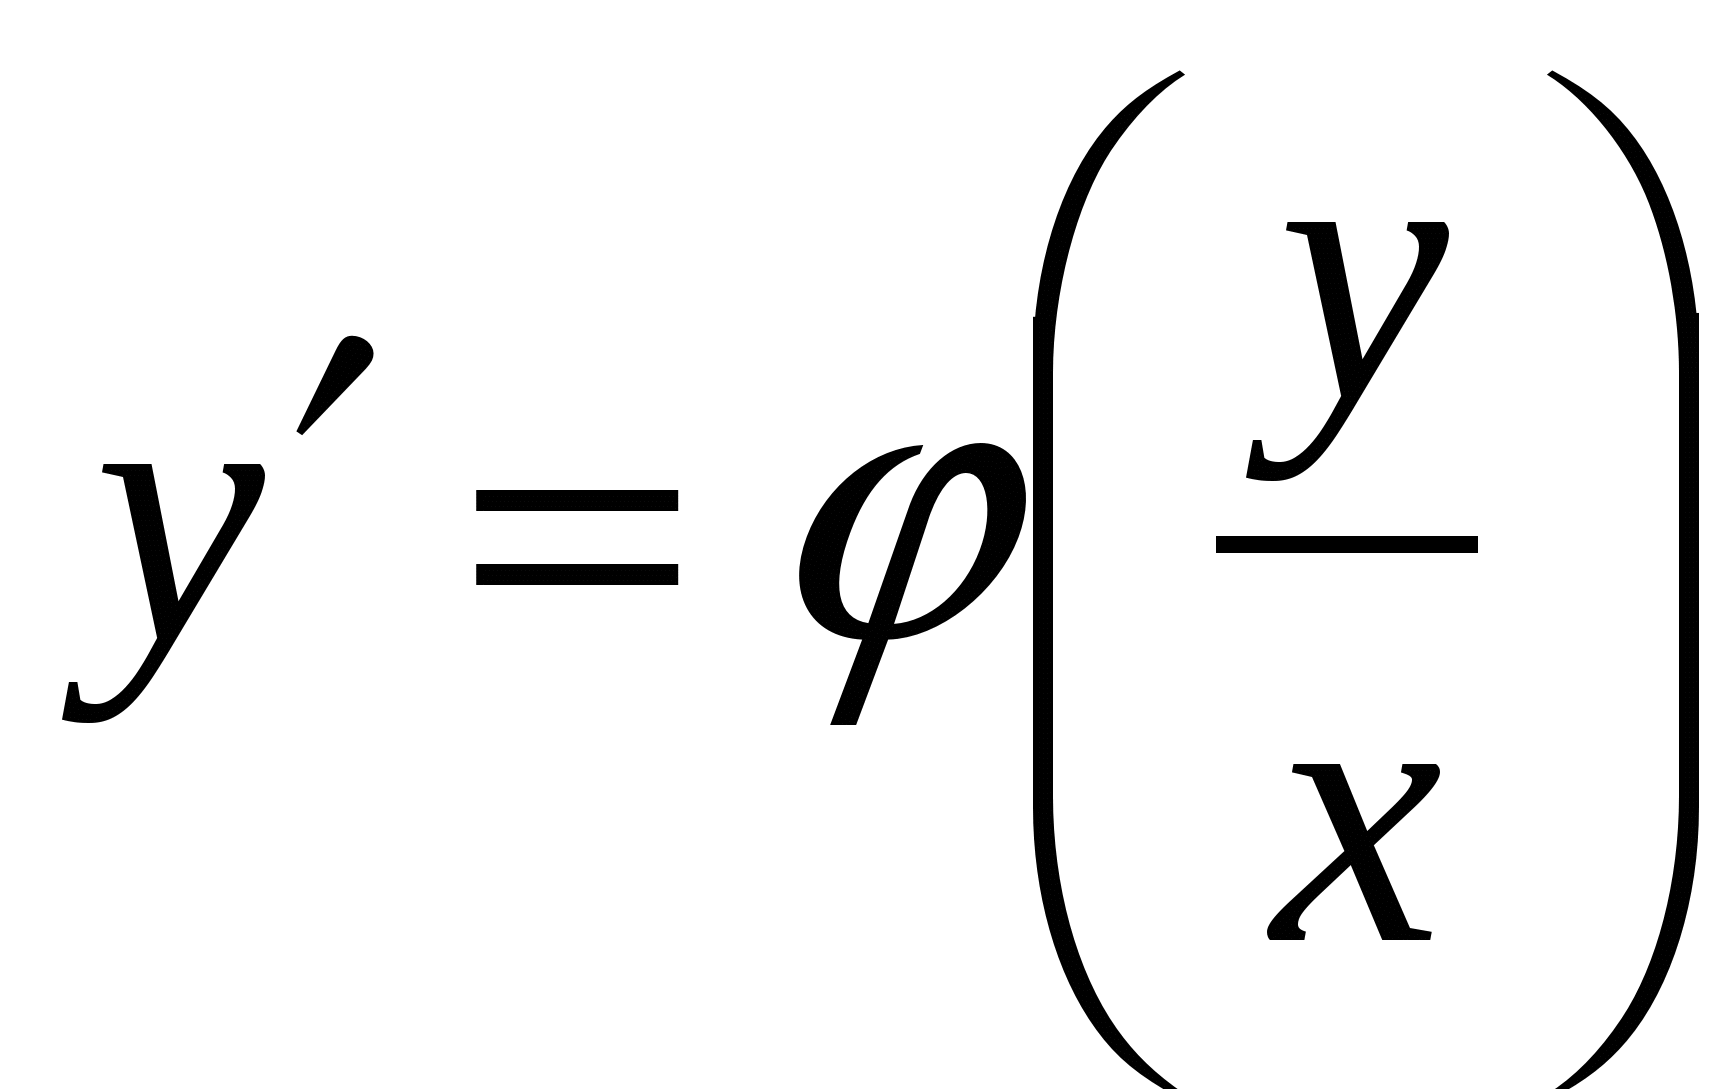 y′ = φ(y/x)